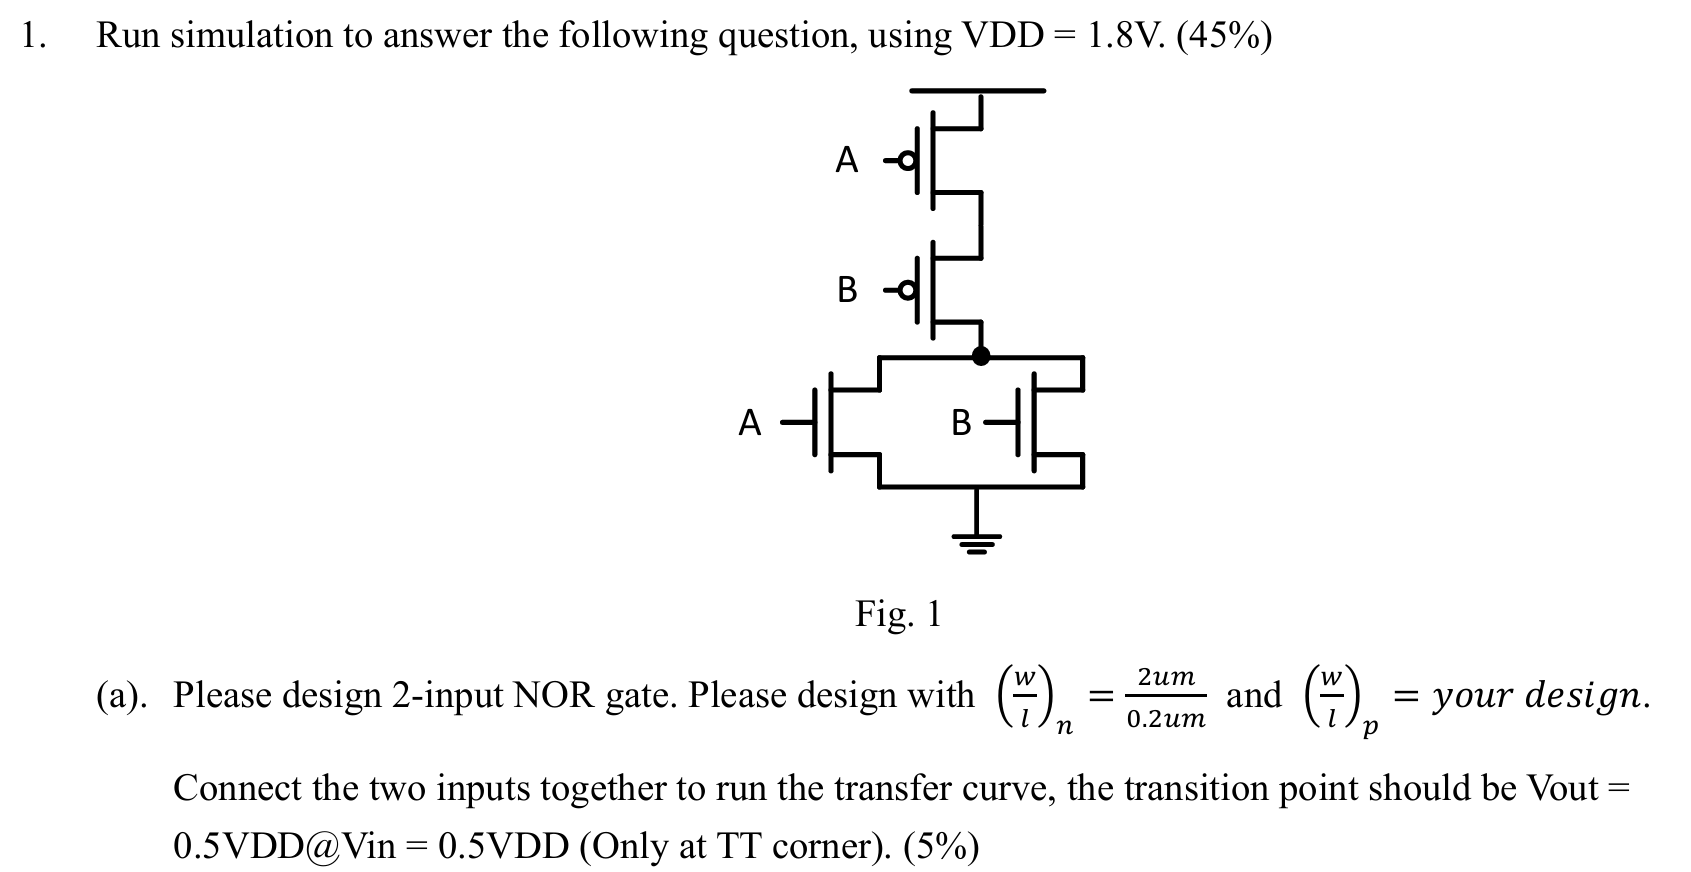 1. Run simulation to answer the following question, using VDD = 1.8V. (45%)
A
B
A
B
Fig. 1
(a). Please design 2-input NOR gate. Please design with (w/l)n = 2um/0.2um and (w/l)p = your design.
Connect the two inputs together to run the transfer curve, the transition point should be Vout =
0.5VDD@Vin = 0.5VDD (Only at TT corner). (5%)